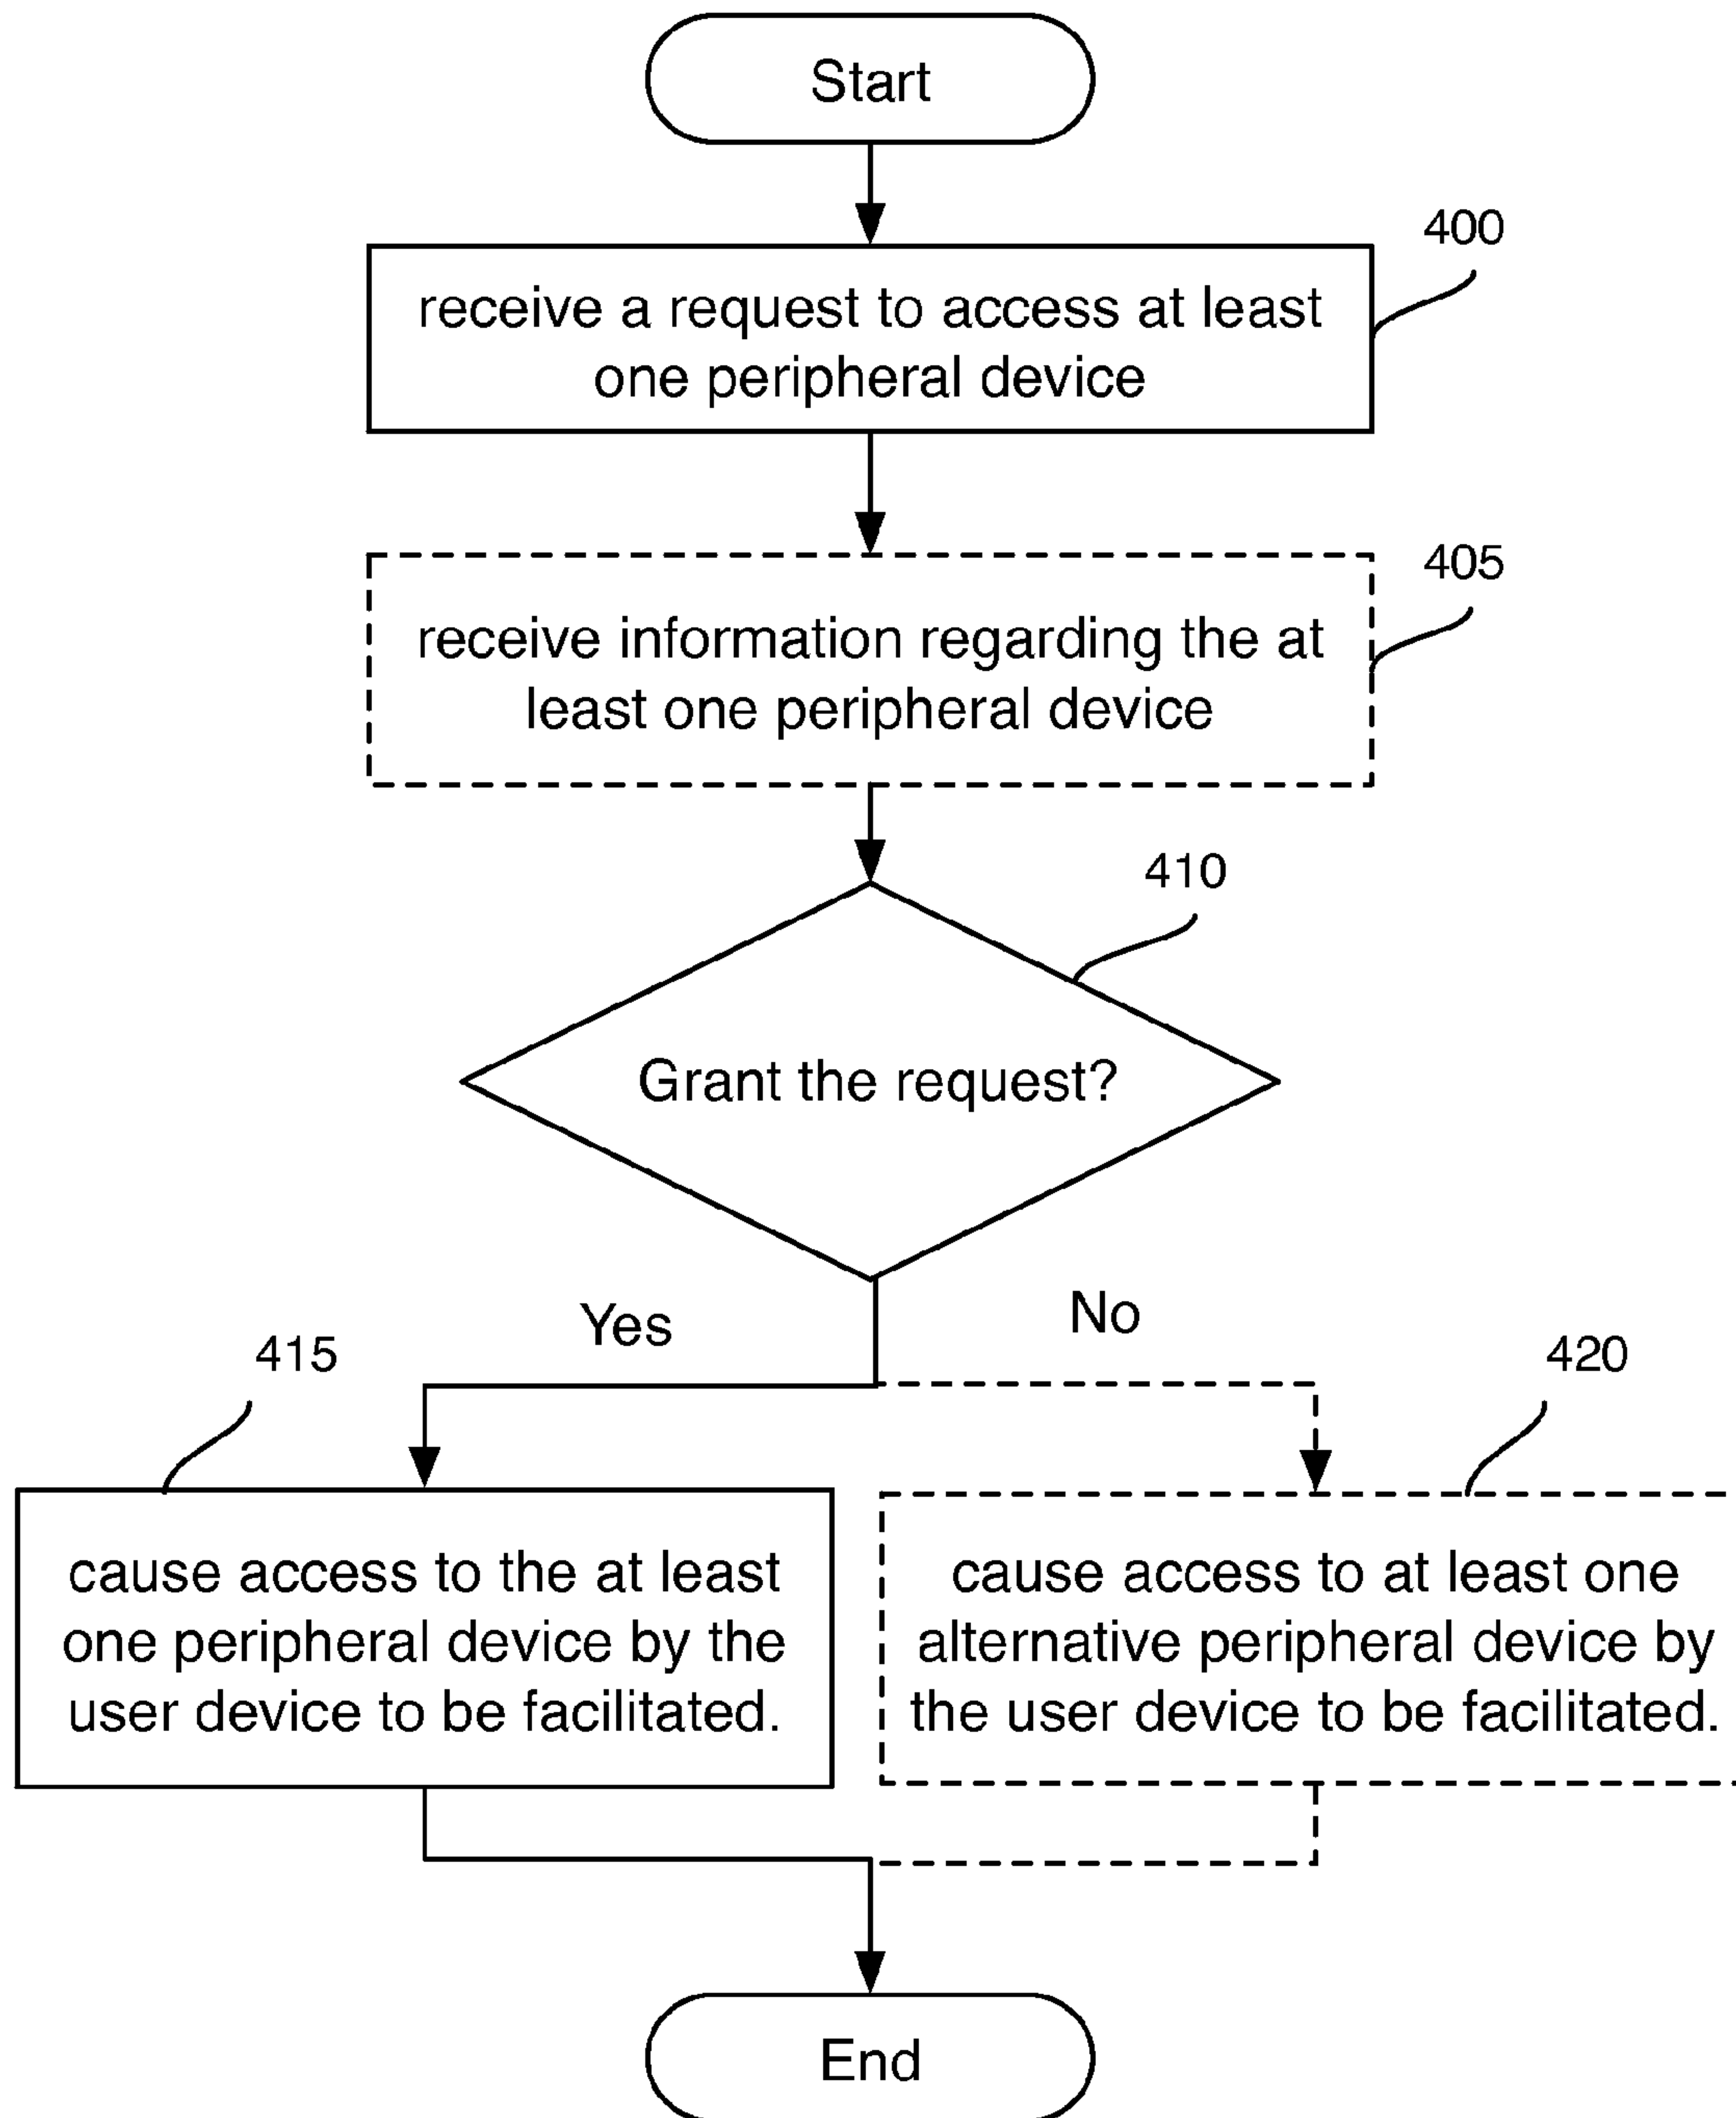 Start
400
receive a request to access at least
one peripheral device
405
receive information regarding the at
least one peripheral device
410
Grant the request?
Yes
No
415
420
cause access to the at least
one peripheral device by the
user device to be facilitated.
cause access to at least one
alternative peripheral device by
the user device to be facilitated.
End